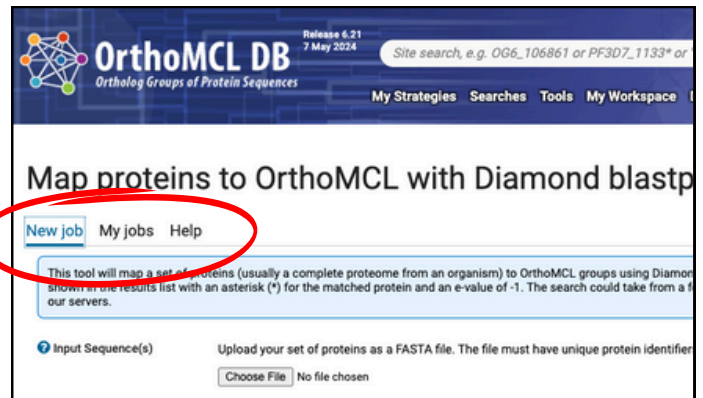 OrthoMCL DB
Ortholog Groups of Protein Sequences
Release 6.21
7 May 2024
Site search, e.g. OG6_106861 or PF3D7_1133* or
My Strategies Searches Tools My Workspace
Map proteins to OrthoMCL with Diamond blastp
New job My jobs Help
This tool will map a set of proteins (usually a complete proteome from an organism) to OrthoMCL groups using Diamon
shown in the results list with an asterisk (*) for the matched protein and an e-value of -1. The search could take from a f
our servers.
Input Sequence(s) Upload your set of proteins as a FASTA file. The file must have unique protein identifier
Choose File No file chosen